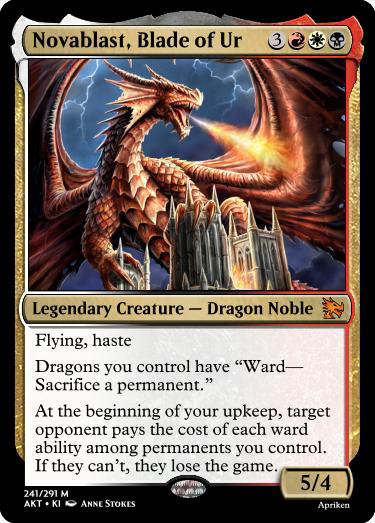 Novablast, Blade of Ur 3
Legendary Creature — Dragon Noble
Flying, haste
Dragons you control have “Ward—
Sacrifice a permanent.”
At the beginning of your upkeep, target
opponent pays the cost of each ward
ability among permanents you control.
If they can't, they lose the game.
5/4
241/291 M
AKT • KI ANNE STOKES
Apriken